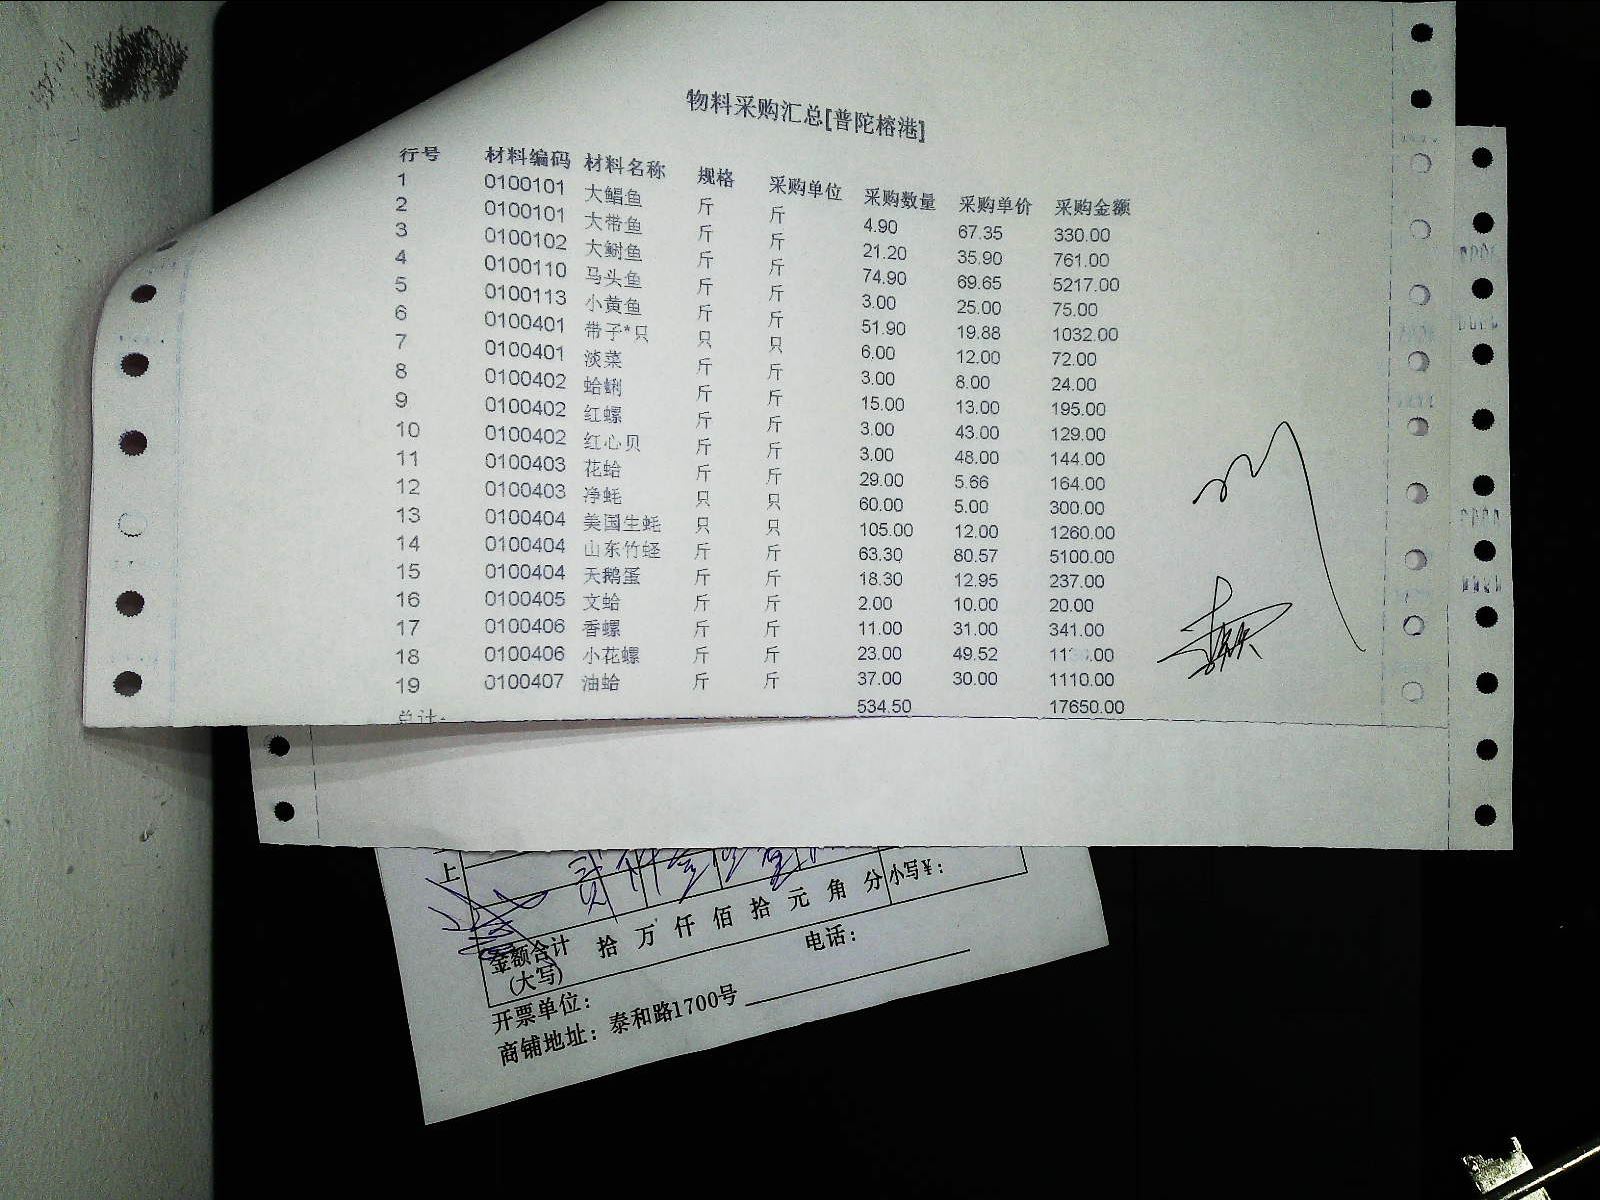 物料采购汇总[普陀榕港]
行号 材料编码 材料名称 规格 采购单位 采购数量 采购单价 采购金额
1 0100101 大鲳鱼 斤 斤 4.90 67.35 330.00
2 0100101 大带鱼 斤 斤 21.20 35.90 761.00
3 0100102 大鲥鱼 斤 斤 74.90 69.65 5217.00
4 0100110 马头鱼 斤 斤 3.00 25.00 75.00
5 0100113 小黄鱼 斤 斤 51.90 19.88 1032.00
6 0100401 带子*只 只 只 6.00 12.00 72.00
7 0100401 淡菜 斤 斤 3.00 8.00 24.00
8 0100402 蛤蜊 斤 斤 15.00 13.00 195.00
9 0100402 红螺 斤 斤 3.00 43.00 129.00
10 0100402 红心贝 斤 斤 3.00 48.00 144.00
11 0100403 花蛤 斤 斤 29.00 5.66 164.00
12 0100403 净蚝 只 只 60.00 5.00 300.00
13 0100404 美国生蚝 只 只 105.00 12.00 1260.00
14 0100404 山东竹蛏 斤 斤 63.30 80.57 5100.00
15 0100404 天鹅蛋 斤 斤 18.30 12.95 237.00
16 0100405 文蛤 斤 斤 2.00 10.00 20.00
17 0100406 香螺 斤 斤 11.00 31.00 341.00
18 0100406 小花螺 斤 斤 23.00 49.52
19 0100407 油蛤 斤 斤 37.00 30.00 1110.00
总计: 534.50 17650.00
上
金额合计(大写) 拾 万 仟 佰 拾 元 角 分 小写¥:
开票单位: 电话:
商铺地址: 泰和路1700号